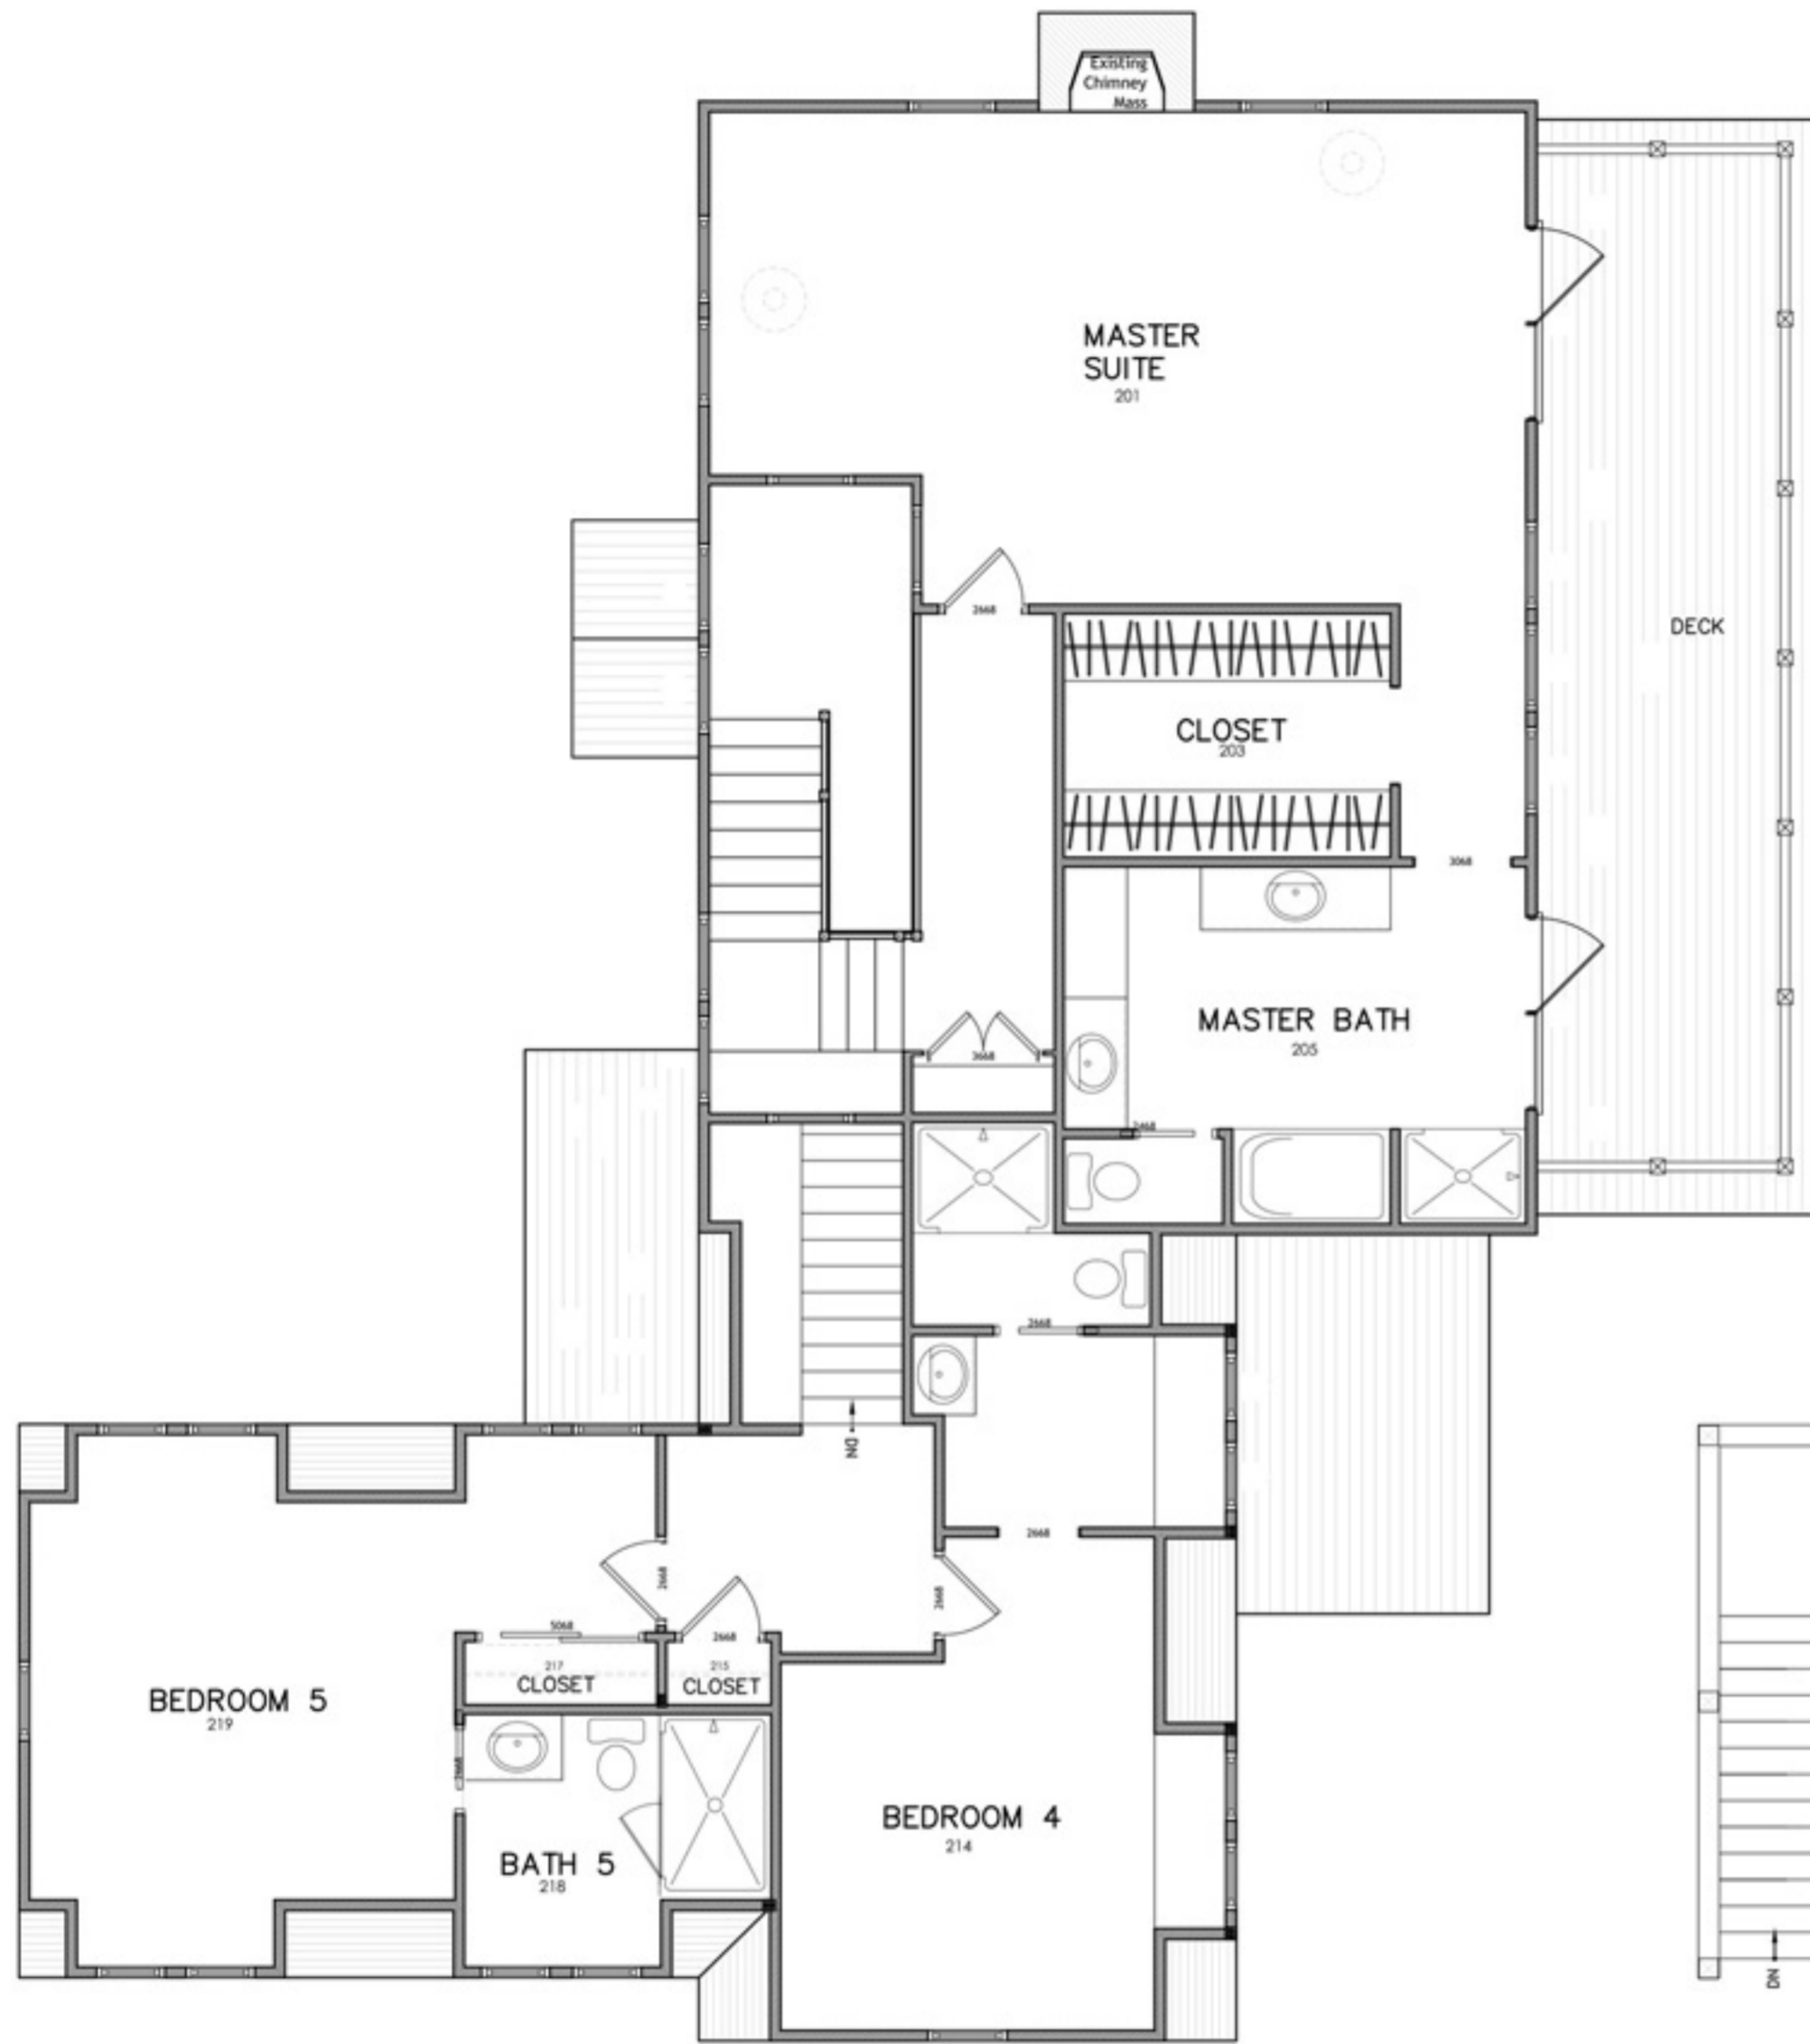 Existing
Chimney
Mass
MASTER
SUITE
201
2668
DECK
CLOSET
203
3068
MASTER BATH
205
3668
2468
2668
DN
2668
2668
2668
5068
2668
217
CLOSET
215
CLOSET
BEDROOM 5
219
2668
BEDROOM 4
214
BATH 5
218
DN